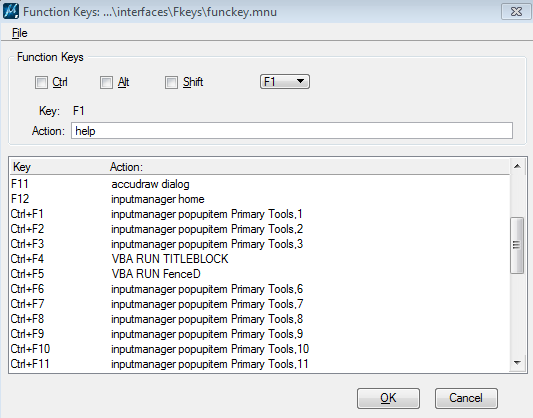 Function Keys: ...\interfaces\Fkeys\funckey.mnu
File
Function Keys
Ctrl Alt Shift F1
Key: F1
Action: help
Key Action:
F11 accudraw dialog
F12 inputmanager home
Ctrl+F1 inputmanager popupitem Primary Tools,1
Ctrl+F2 inputmanager popupitem Primary Tools,2
Ctrl+F3 inputmanager popupitem Primary Tools,3
Ctrl+F4 VBA RUN TITLEBLOCK
Ctrl+F5 VBA RUN FenceD
Ctrl+F6 inputmanager popupitem Primary Tools,6
Ctrl+F7 inputmanager popupitem Primary Tools,7
Ctrl+F8 inputmanager popupitem Primary Tools,8
Ctrl+F9 inputmanager popupitem Primary Tools,9
Ctrl+F10 inputmanager popupitem Primary Tools,10
Ctrl+F11 inputmanager popupitem Primary Tools,11
OK Cancel